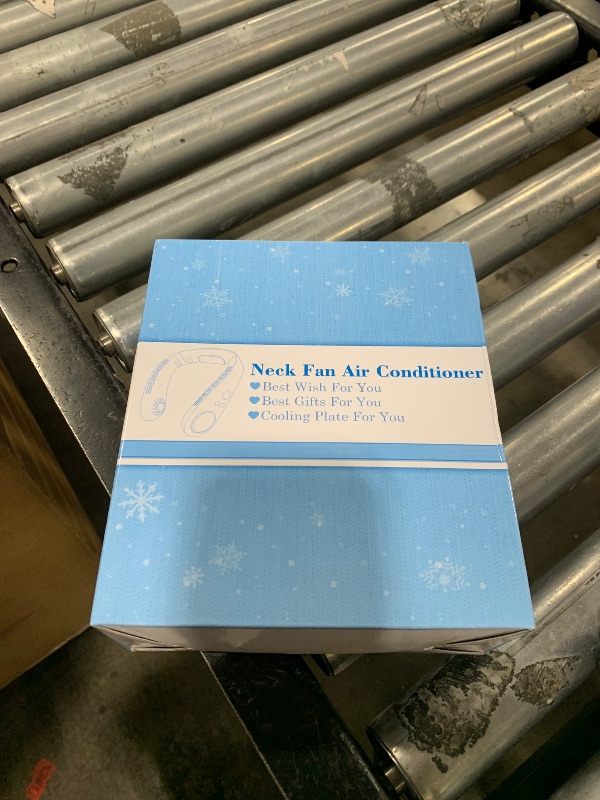 Neck Fan Air Conditioner
Best Wish For You
Best Gifts For You
Cooling Plate For You